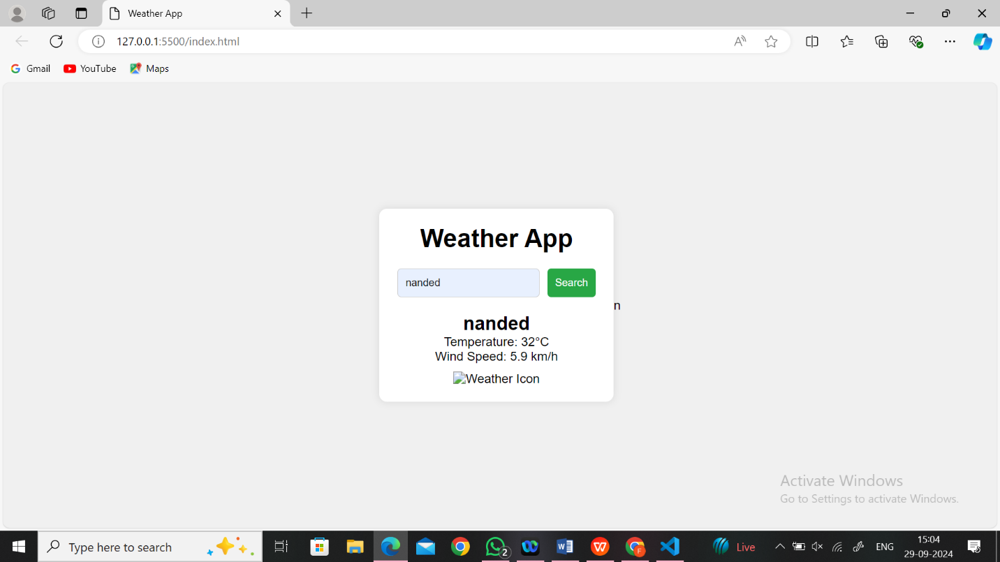 Weather App
127.0.0.1:5500/index.html
Gmail YouTube Maps
Weather App
nanded Search
n
nanded
Temperature: 32°C
Wind Speed: 5.9 km/h
Weather Icon
Activate Windows
Go to Settings to activate Windows.
Type here to search
2
W
W
F
Live
ENG
15:04
29-09-2024